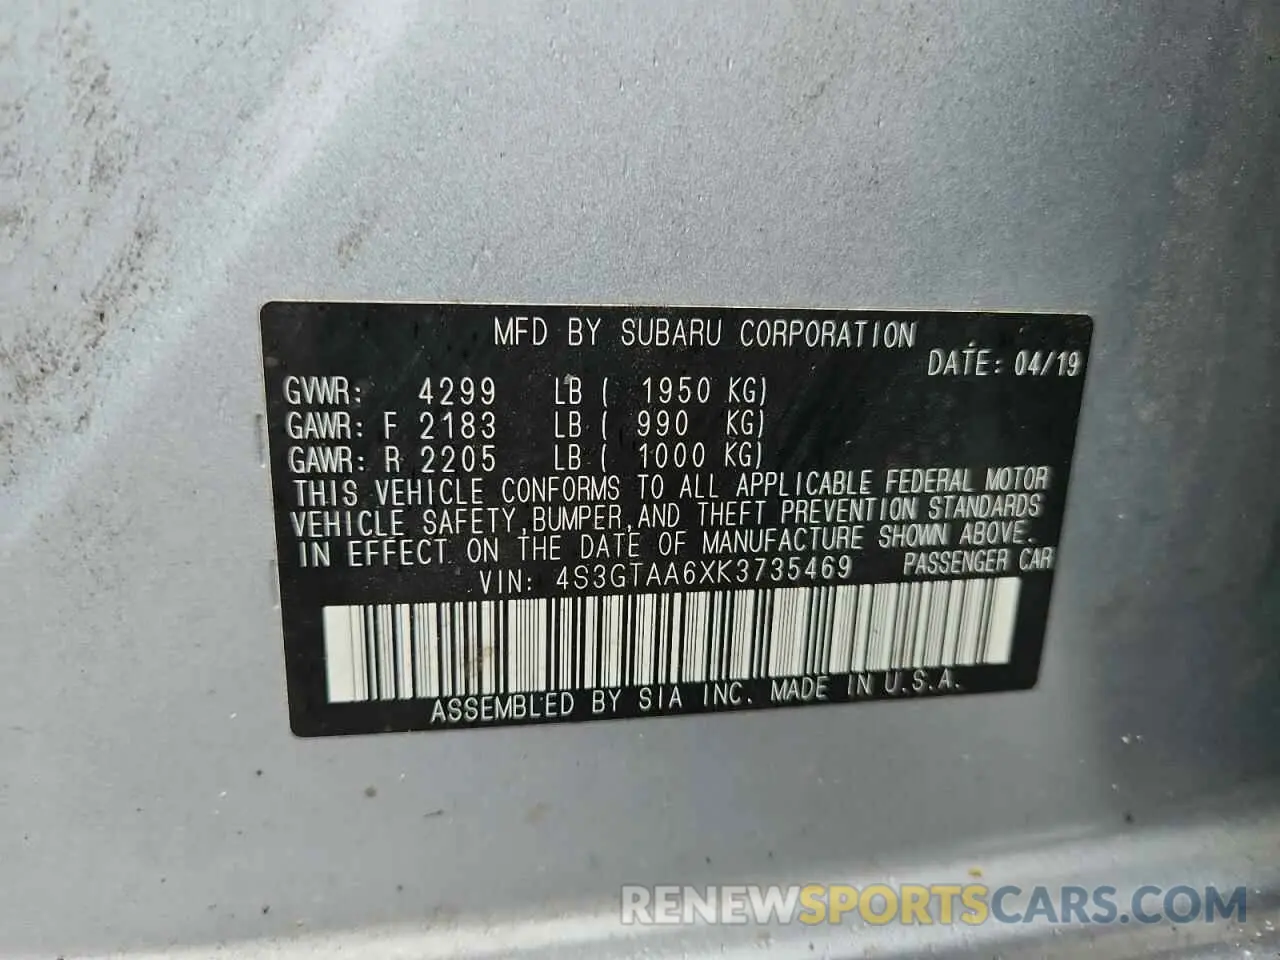 MFD BY SUBARU CORPORATION
DATE: 04/19
GVWR: 4299 LB ( 1950 KG)
GAWR: F 2183 LB ( 990 KG)
GAWR: R 2205 LB ( 1000 KG)
THIS VEHICLE CONFORMS TO ALL APPLICABLE FEDERAL MOTOR
VEHICLE SAFETY,BUMPER,AND THEFT PREVENTION STANDARDS
IN EFFECT ON THE DATE OF MANUFACTURE SHOWN ABOVE.
VIN: 4S3GTAA6XK3735469 PASSENGER CAR
ASSEMBLED BY SIA INC. MADE IN U.S.A.
RENEWSPORTSCARS.COM